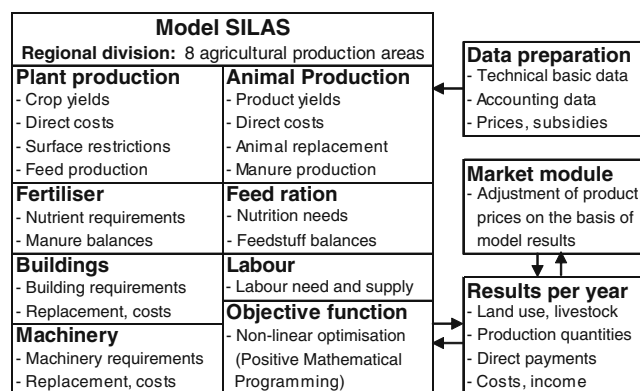 Model SILAS
Regional division: 8 agricultural production areas
Plant production
- Crop yields
- Direct costs
- Surface restrictions
- Feed production
Animal Production
- Product yields
- Direct costs
- Animal replacement
- Manure production
Fertiliser
- Nutrient requirements
- Manure balances
Feed ration
- Nutrition needs
- Feedstuff balances
Buildings
- Building requirements
- Replacement, costs
Labour
- Labour need and supply
Machinery
- Machinery requirements
- Replacement, costs
Objective function
- Non-linear optimisation
(Positive Mathematical
Programming)
Data preparation
- Technical basic data
- Accounting data
- Prices, subsidies
Market module
- Adjustment of product
prices on the basis of
model results
Results per year
- Land use, livestock
- Production quantities
- Direct payments
- Costs, income